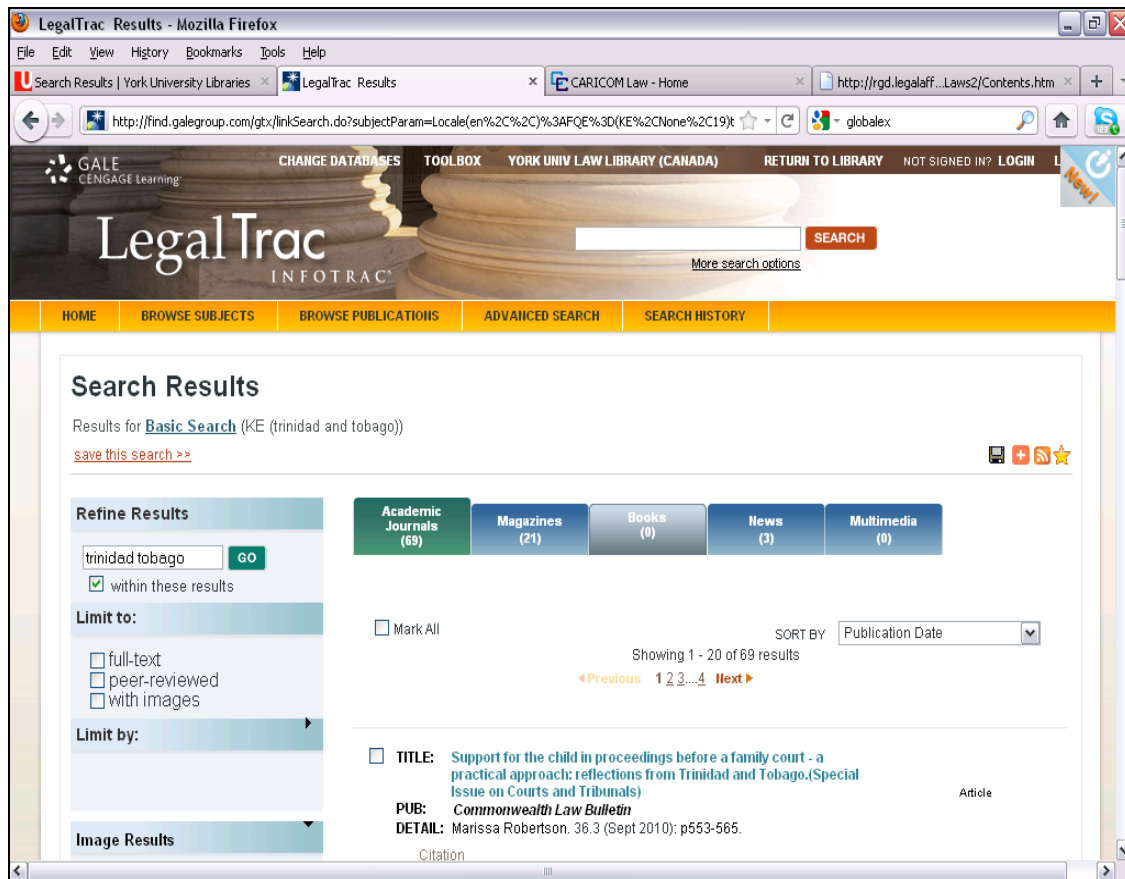 LegalTrac Results - Mozilla Firefox
File Edit View History Bookmarks Tools Help
Search Results | York University Libraries
LegalTrac Results
CARICOM Law - Home
http://rgd.legalaff...Laws2/Contents.htm
http://find.galegroup.com/gtx/linkSearch.do?subjectParam=Locale(en%2C%2C)%3AFQE%3D(KE%2CNone%2C19)t
globalex
GALE
CENGAGE Learning
CHANGE DATABASES TOOLBOX YORK UNIV LAW LIBRARY (CANADA) RETURN TO LIBRARY NOT SIGNED IN? LOGIN L
New!
LegalTrac
INFOTRAC
SEARCH
More search options
HOME BROWSE SUBJECTS BROWSE PUBLICATIONS ADVANCED SEARCH SEARCH HISTORY
Search Results
Results for Basic Search (KE (trinidad and tobago))
save this search >>
Refine Results
trinidad tobago GO
within these results
Limit to:
full-text
peer-reviewed
with images
Limit by:
Image Results
Academic Journals (69)
Magazines (21)
Books (0)
News (3)
Multimedia (0)
Mark All
SORT BY Publication Date
Showing 1 - 20 of 69 results
Previous 1 2 3....4 Next
TITLE: Support for the child in proceedings before a family court - a
practical approach: reflections from Trinidad and Tobago.(Special
Issue on Courts and Tribunals)
Article
PUB: Commonwealth Law Bulletin
DETAIL: Marissa Robertson. 36.3 (Sept 2010): p553-565.
Citation